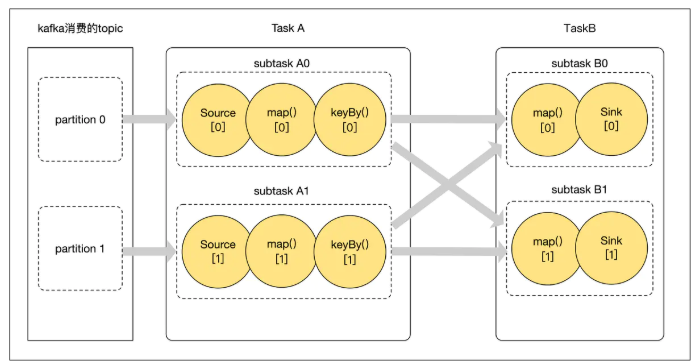 kafka消费的topic
Task A
TaskB
subtask A0
subtask B0
partition 0
Source
[0]
map()
[0]
keyBy()
[0]
map()
[0]
Sink
[0]
subtask A1
subtask B1
partition 1
Source
[1]
map()
[1]
keyBy()
[1]
map()
[1]
Sink
[1]